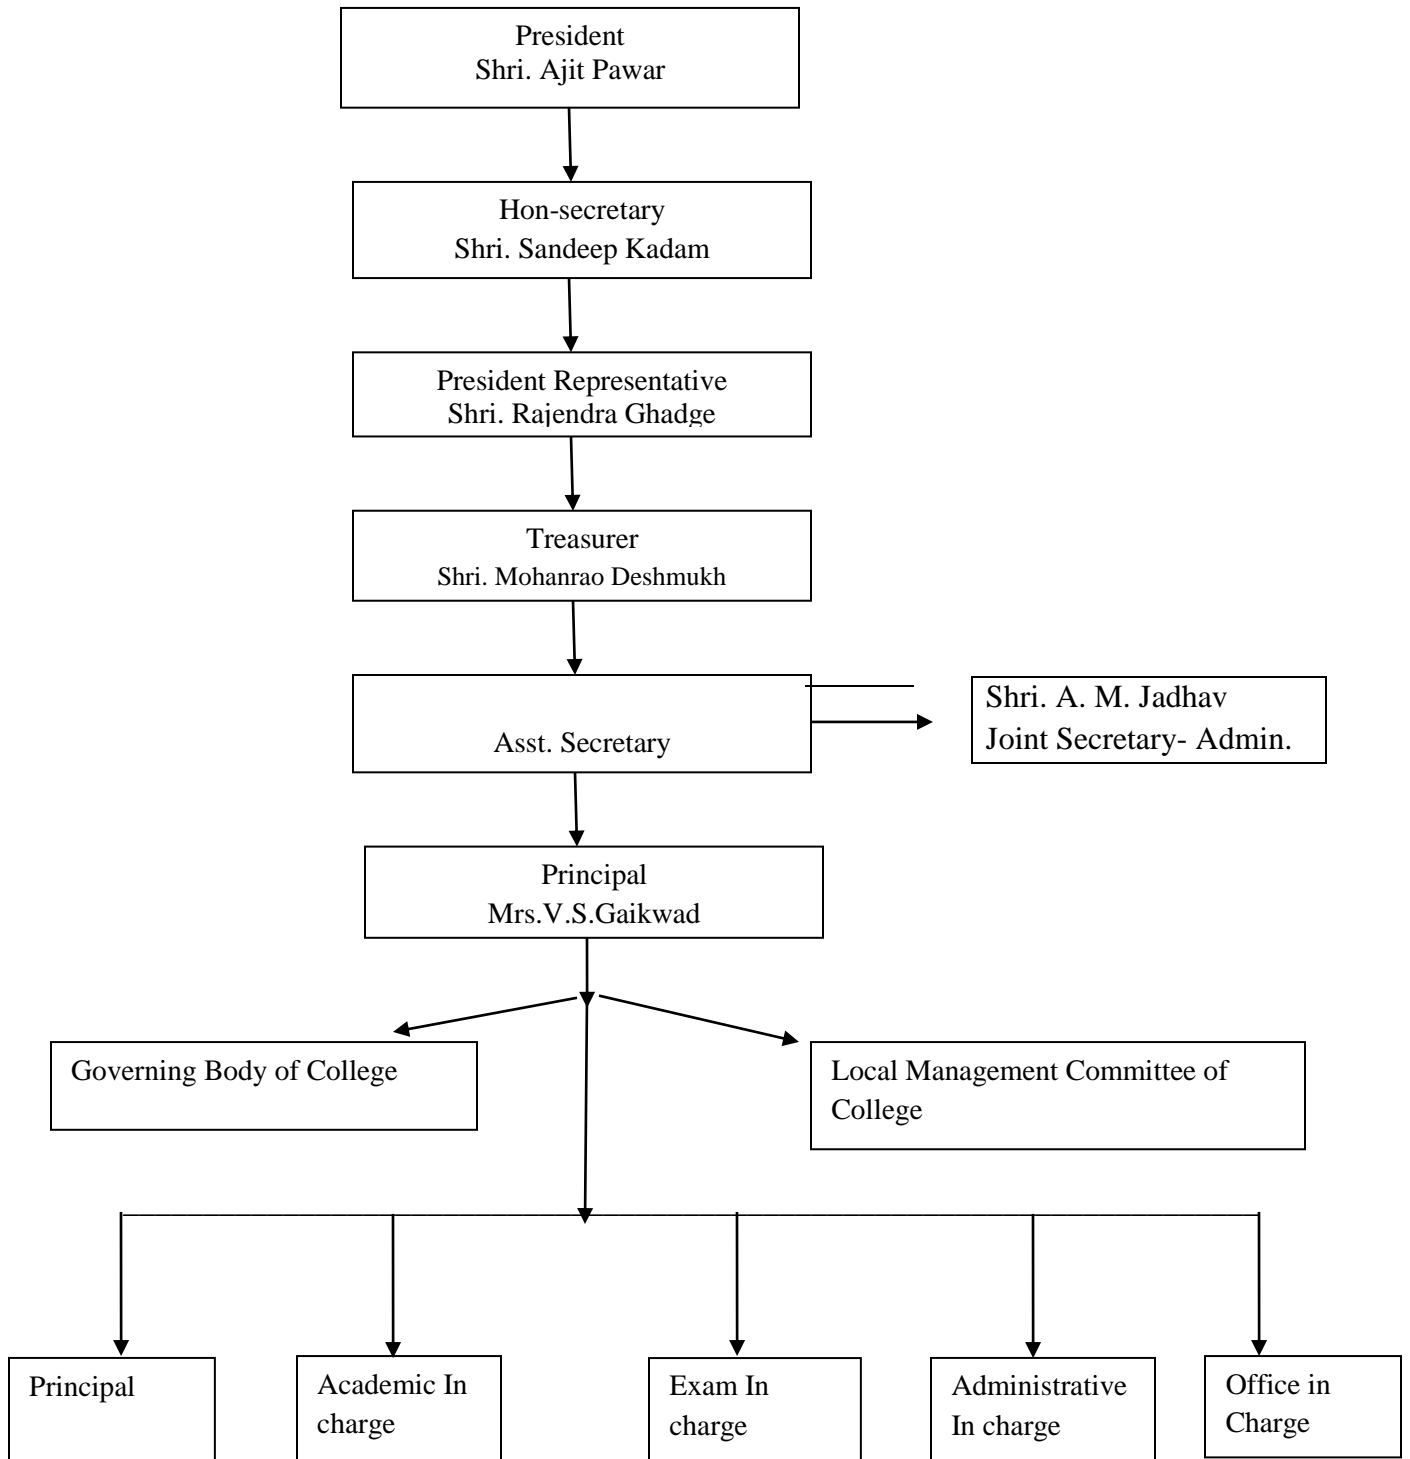 President
Shri. Ajit Pawar
Hon-secretary
Shri. Sandeep Kadam
President Representative
Shri. Rajendra Ghadge
Treasurer
Shri. Mohanrao Deshmukh
Asst. Secretary
Shri. A. M. Jadhav
Joint Secretary- Admin.
Principal
Mrs.V.S.Gaikwad
Governing Body of College
Local Management Committee of
College
Principal
Academic In
charge
Exam In
charge
Administrative
In charge
Office in
Charge